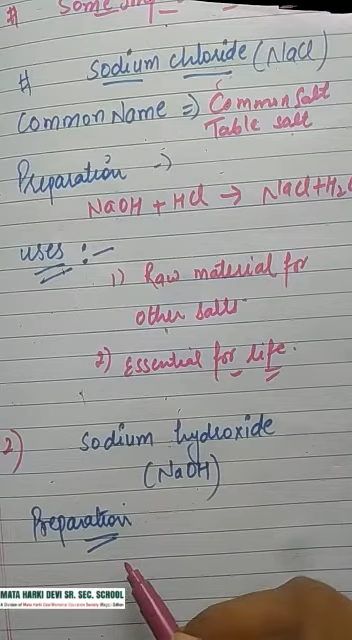 #
# sodium chloride (NaCl)
Common Name => Common Salt
Table salt
Preparation →
NaOH + HCl → NaCl + H2O
uses :-
1) Raw material for
other salts
2) Essential for life.
2) sodium hydroxide
(NaOH)
Preparation
MATA HARKI DEVI SR. SEC. SCHOOL